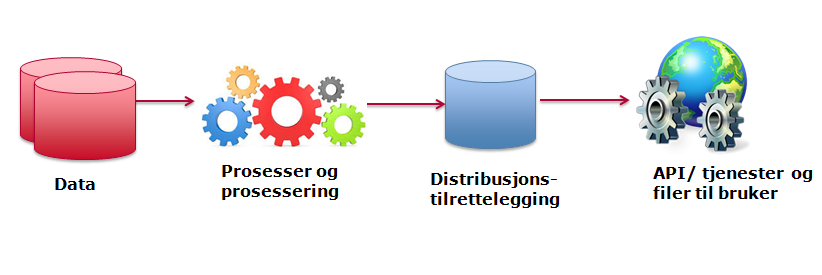 Data
Prosesser og
prosessering
Distribusjons-
tilrettelegging
API/ tjenester og
filer til bruker